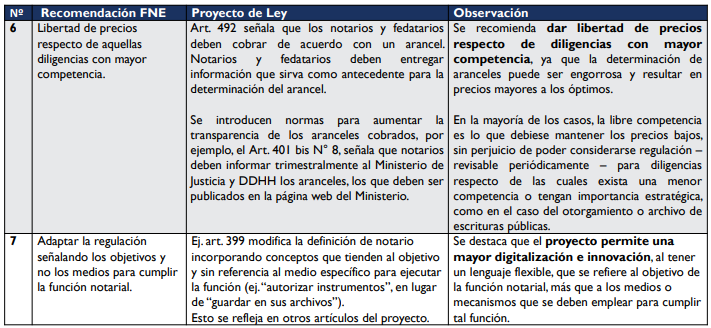 Nº Recomendación FNE Proyecto de Ley Observación
6
Libertad de precios
respecto de aquellas
diligencias con mayor
competencia.
Art. 492 señala que los notarios y fedatarios
deben cobrar de acuerdo con un arancel.
Notarios y fedatarios deben entregar
información que sirva como antecedente para la
determinación del arancel.
Se introducen normas para aumentar la
transparencia de los aranceles cobrados, por
ejemplo, el Art. 401 bis N° 8, señala que notarios
deben informar trimestralmente al Ministerio de
Justicia y DDHH los aranceles, los que deben ser
publicados en la página web del Ministerio.
Se recomienda dar libertad de precios
respecto de diligencias con mayor
competencia, ya que la determinación de
aranceles puede ser engorrosa y resultar en
precios mayores a los óptimos.
En la mayoría de los casos, la libre competencia
es lo que debiese mantener los precios bajos,
sin perjuicio de poder considerarse regulación –
revisable periódicamente – para diligencias
respecto de las cuales exista una menor
competencia o tengan importancia estratégica,
como en el caso del otorgamiento o archivo de
escrituras públicas.
7
Adaptar la regulación
señalando los objetivos y
no los medios para cumplir
la función notarial.
Ej. art. 399 modifica la definición de notario
incorporando conceptos que tienden al objetivo
y sin referencia al medio específico para ejecutar
la función (ej. “autorizar instrumentos”, en lugar
de “guardar en sus archivos”).
Esto se refleja en otros artículos del proyecto.
Se destaca que el proyecto permite una
mayor digitalización e innovación, al tener
un lenguaje flexible, que se refiere al objetivo de
la función notarial, más que a los medios o
mecanismos que se deben emplear para cumplir
tal función.